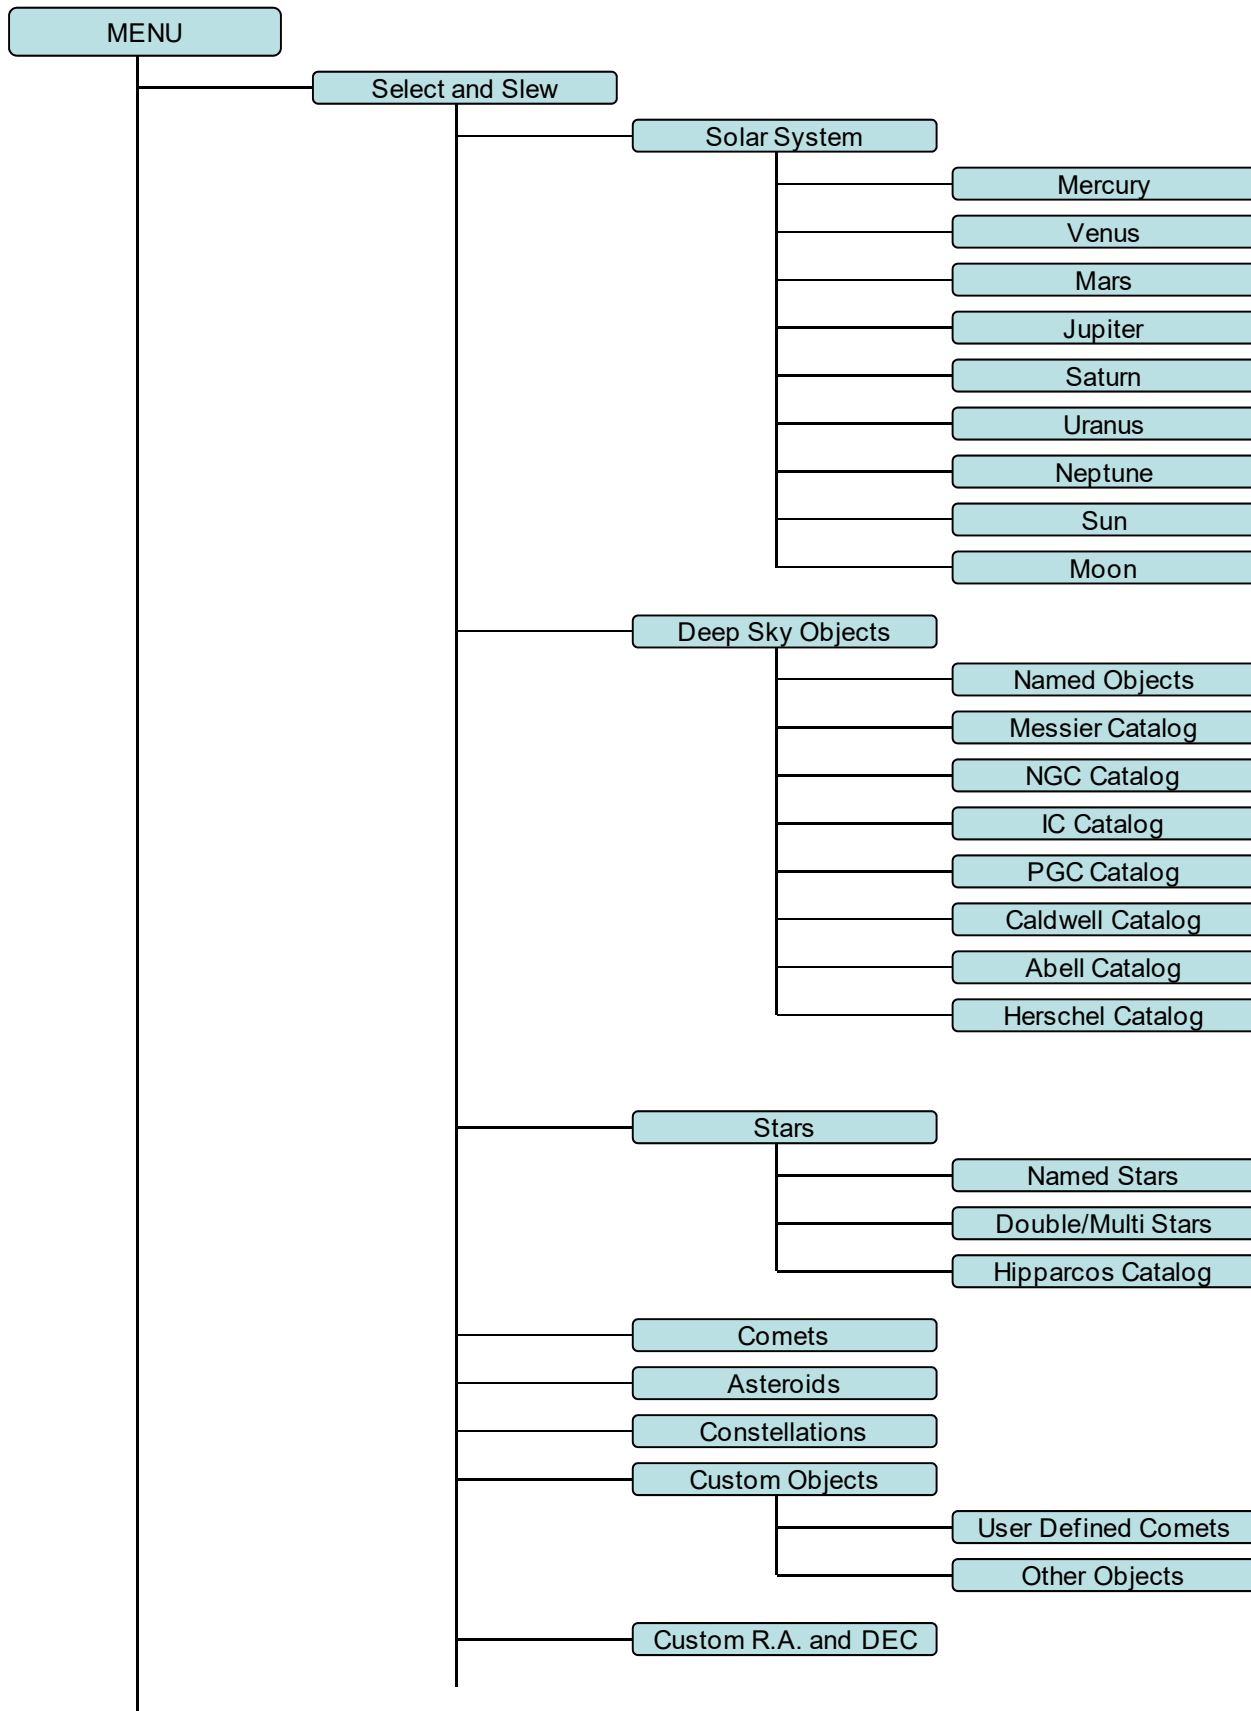 MENU
Select and Slew
Solar System
Mercury
Venus
Mars
Jupiter
Saturn
Uranus
Neptune
Sun
Moon
Deep Sky Objects
Named Objects
Messier Catalog
NGC Catalog
IC Catalog
PGC Catalog
Caldwell Catalog
Abell Catalog
Herschel Catalog
Stars
Named Stars
Double/Multi Stars
Hipparcos Catalog
Comets
Asteroids
Constellations
Custom Objects
User Defined Comets
Other Objects
Custom R.A. and DEC